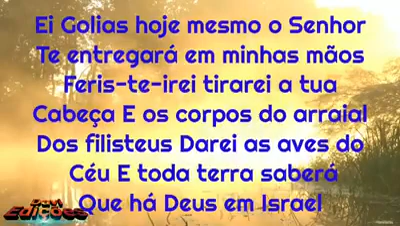 Ei Golias hoje mesmo o Senhor
Te entregará em minhas mãos
Feris-te-irei tirarei a tua
Cabeça E os corpos do arraial
Dos filisteus Darei as aves do
Céu E toda terra saberá
Que há Deus em Israel
Edições